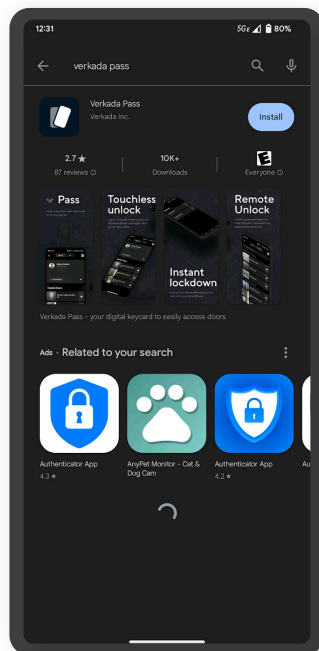 12:31
5GE 80%
verkada pass
Verkada Pass
Verkada Inc.
Install
2.7 ★
10K+
E
87 reviews
Downloads
Everyone
Pass
Touchless
unlock
Instant
lockdown
Remote
Unlock
Verkada Pass - your digital keycard to easily access doors
Ads · Related to your search
Authenticator App
4.3 ★
AnyPet Monitor - Cat &
Dog Cam
Authenticator App
4.2 ★
Au